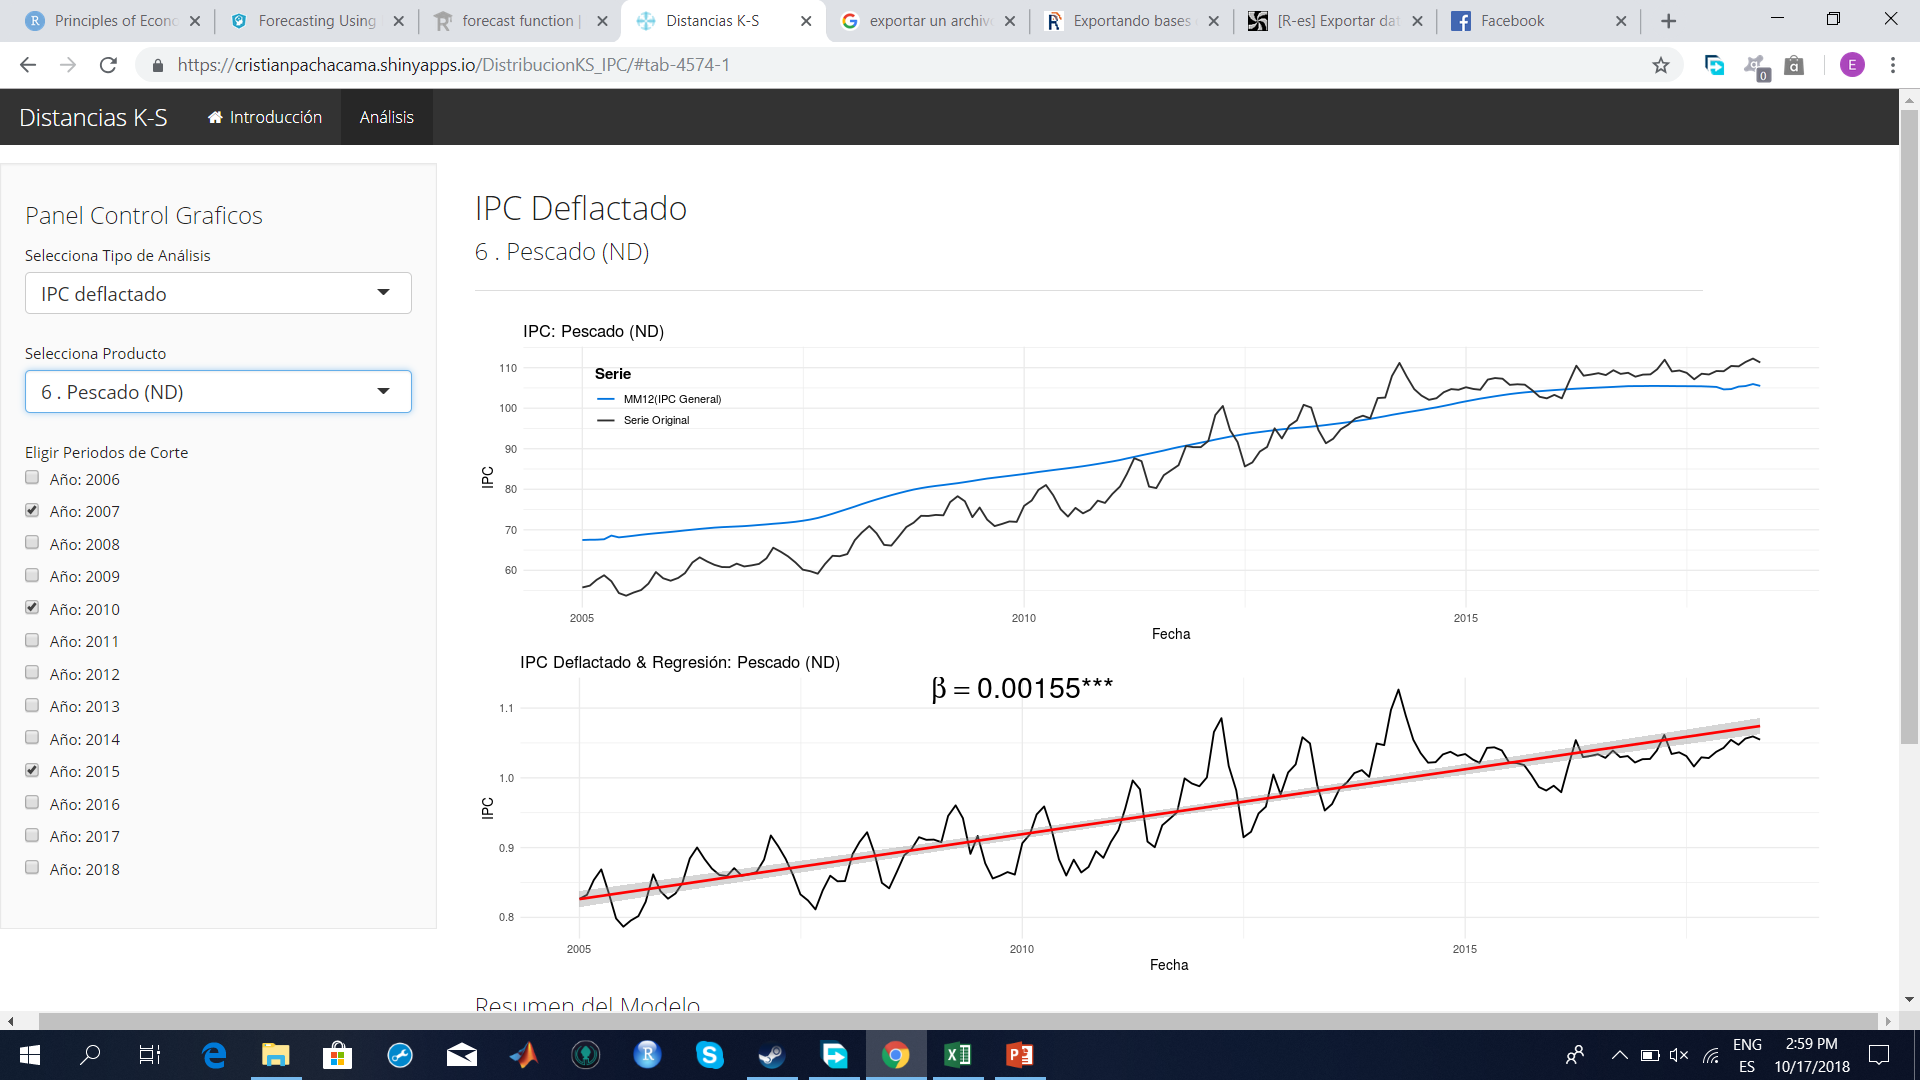 Principles of Econo
Forecasting Using
forecast function |
Distancias K-S
exportar un archivo
Exportando bases
[R-es] Exportar dat
Facebook
https://cristianpachacama.shinyapps.io/DistribucionKS_IPC/#tab-4574-1
0
E
Distancias K-S
Introducción
Análisis
Panel Control Graficos
Selecciona Tipo de Análisis
IPC deflactado
Selecciona Producto
6 . Pescado (ND)
Eligir Periodos de Corte
Año: 2006
Año: 2007
Año: 2008
Año: 2009
Año: 2010
Año: 2011
Año: 2012
Año: 2013
Año: 2014
Año: 2015
Año: 2016
Año: 2017
Año: 2018
IPC Deflactado
6 . Pescado (ND)
IPC: Pescado (ND)
Serie
MM12(IPC General)
Serie Original
110
100
90
80
70
60
IPC
2005
2010
2015
Fecha
IPC Deflactado & Regresión: Pescado (ND)
β = 0.00155***
1.1
1.0
0.9
0.8
IPC
2005
2010
2015
Fecha
Resumen del Modelo
ENG
ES
2:59 PM
10/17/2018